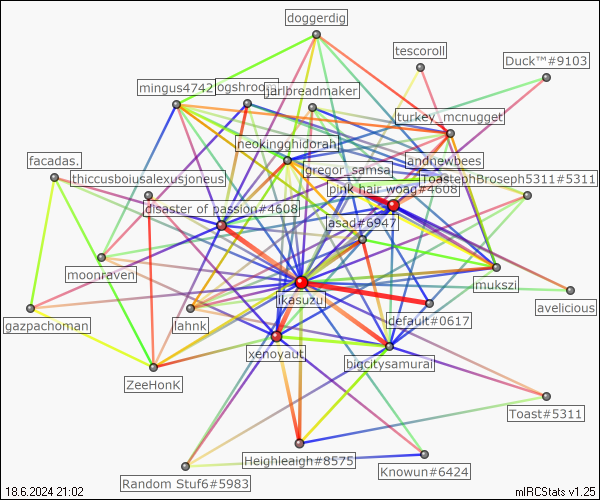 doggerdig
tescoroll
Duck™#9103
mingus4742
jarlbreadmaker
turkey_mcnugget
neokingghidorah
andnewbees
facadas.
gregor_samsa
thiccusboiusalexusjoneus
ToastephBroseph5311#5311
pink hair woag#4608
disaster of passion#4608
asad#6947
moonraven
mukszi
ikasuzu
avelicious
gazpachoman
lahnk
default#0617
xenoyaut
bigcitysamurai
ZeeHonK
Toast#5311
Heighleaigh#8575
Knowun#6424
Random Stuf6#5983
18.6.2024 21:02
mIRCStats v1.25